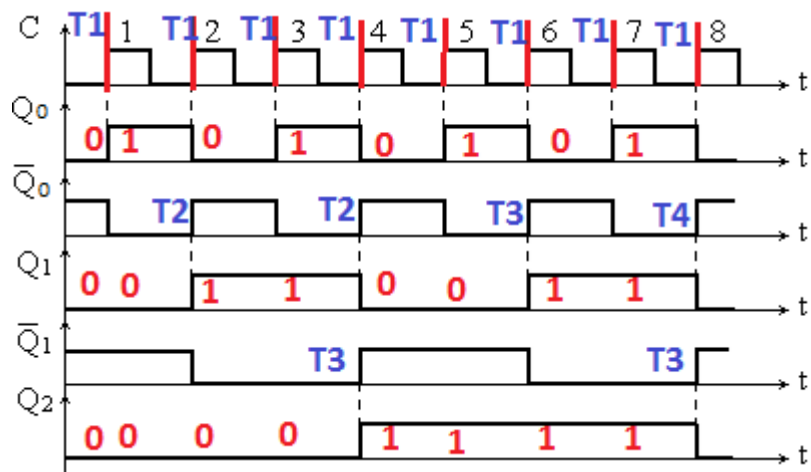 C T1 1 T1 2 T1 3 T1 4 T1 5 T1 6 T1 7 T1 8
t
Q0 0 1 0 1 0 1 0 1 t
Q̅0 T2 T2 T3 T4 t
Q1 0 0 1 1 0 0 1 1 t
Q̅1 T3 T3 t
Q2 0 0 0 0 1 1 1 1 t